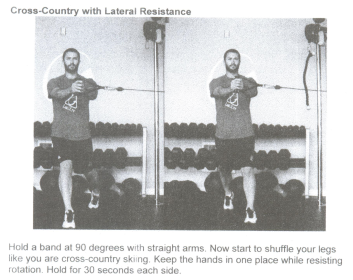 Cross-Country with Lateral Resistance
Hold a band at 90 degrees with straight arms. Now start to shuffle your legs
like you are cross-country skiing. Keep the hands in one place while resisting
rotation. Hold for 30 seconds each side.